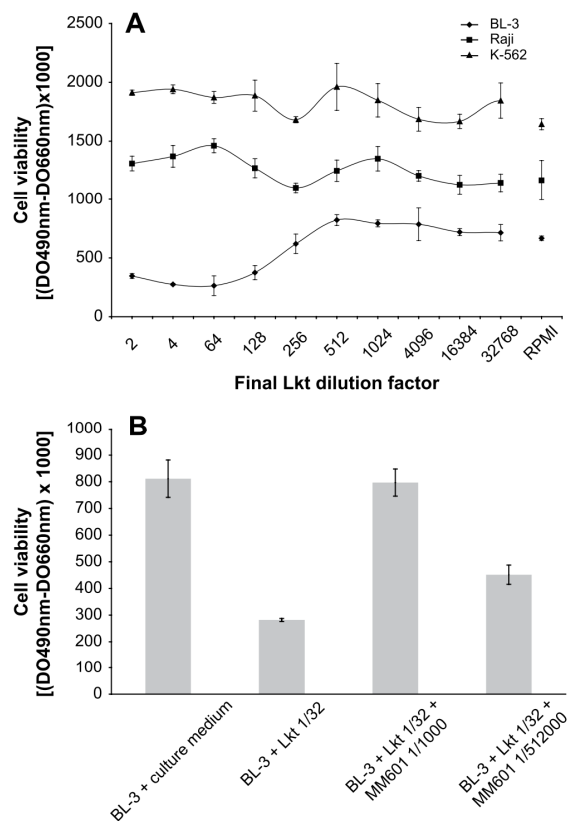 A
BL-3
Raji
K-562
Cell viability
[(DO490nm-DO660nm)x1000]
2500
2000
1500
1000
500
0
2
4
64
128
256
512
1024
4096
16384
32768
RPMI
Final Lkt dilution factor
B
Cell viability
[(DO490nm-DO660nm) x 1000]
1000
900
800
700
600
500
400
300
200
100
0
BL-3 + culture medium
BL-3 + Lkt 1/32
BL-3 + Lkt 1/32 +
MM601 1/1000
BL-3 + Lkt 1/32 +
MM601 1/512000